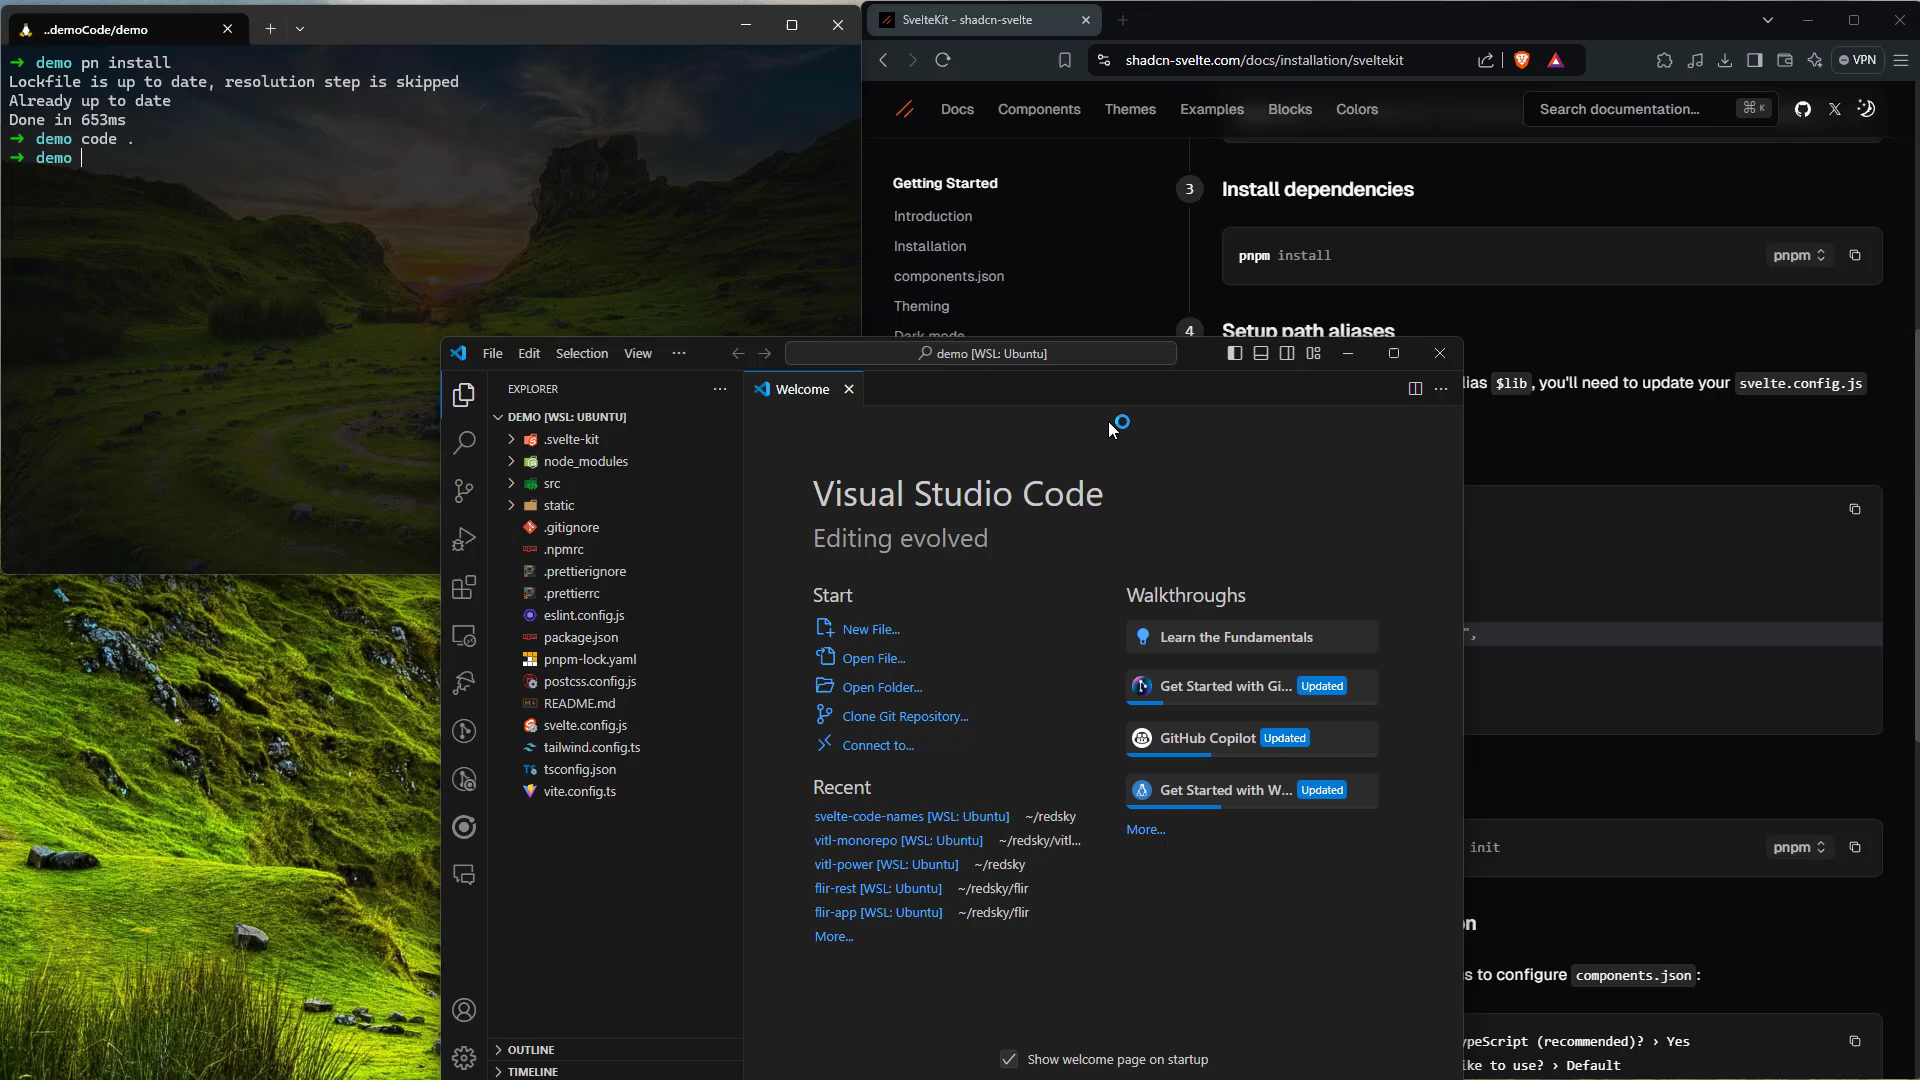 ..demoCode/demo
➜ demo pn install
Lockfile is up to date, resolution step is skipped
Already up to date
Done in 653ms
➜ demo code .
➜ demo
SvelteKit - shadcn-svelte
shadcn-svelte.com/docs/installation/sveltekit
VPN
Docs Components Themes Examples Blocks Colors
Search documentation... ⌘K
Getting Started
Introduction
Installation
components.json
Theming
Dark mode
3 Install dependencies
pnpm install
pnpm
4 Setup path aliases
lias $lib, you'll need to update your svelte.config.js
",
init
pnpm
s to configure components.json:
ypeScript (recommended)? › Yes
ike to use? › Default
File Edit Selection View ···
demo [WSL: Ubuntu]
EXPLORER
DEMO [WSL: UBUNTU]
.svelte-kit
node_modules
src
static
.gitignore
.npmrc
.prettierignore
.prettierrc
eslint.config.js
package.json
pnpm-lock.yaml
postcss.config.js
README.md
svelte.config.js
tailwind.config.ts
tsconfig.json
vite.config.ts
OUTLINE
TIMELINE
Welcome
Visual Studio Code
Editing evolved
Start
New File...
Open File...
Open Folder...
Clone Git Repository...
Connect to...
Recent
svelte-code-names [WSL: Ubuntu] ~/redsky
vitl-monorepo [WSL: Ubuntu] ~/redsky/vitl...
vitl-power [WSL: Ubuntu] ~/redsky
flir-rest [WSL: Ubuntu] ~/redsky/flir
flir-app [WSL: Ubuntu] ~/redsky/flir
More...
Walkthroughs
Learn the Fundamentals
Get Started with Gi... Updated
GitHub Copilot Updated
Get Started with W... Updated
More...
Show welcome page on startup